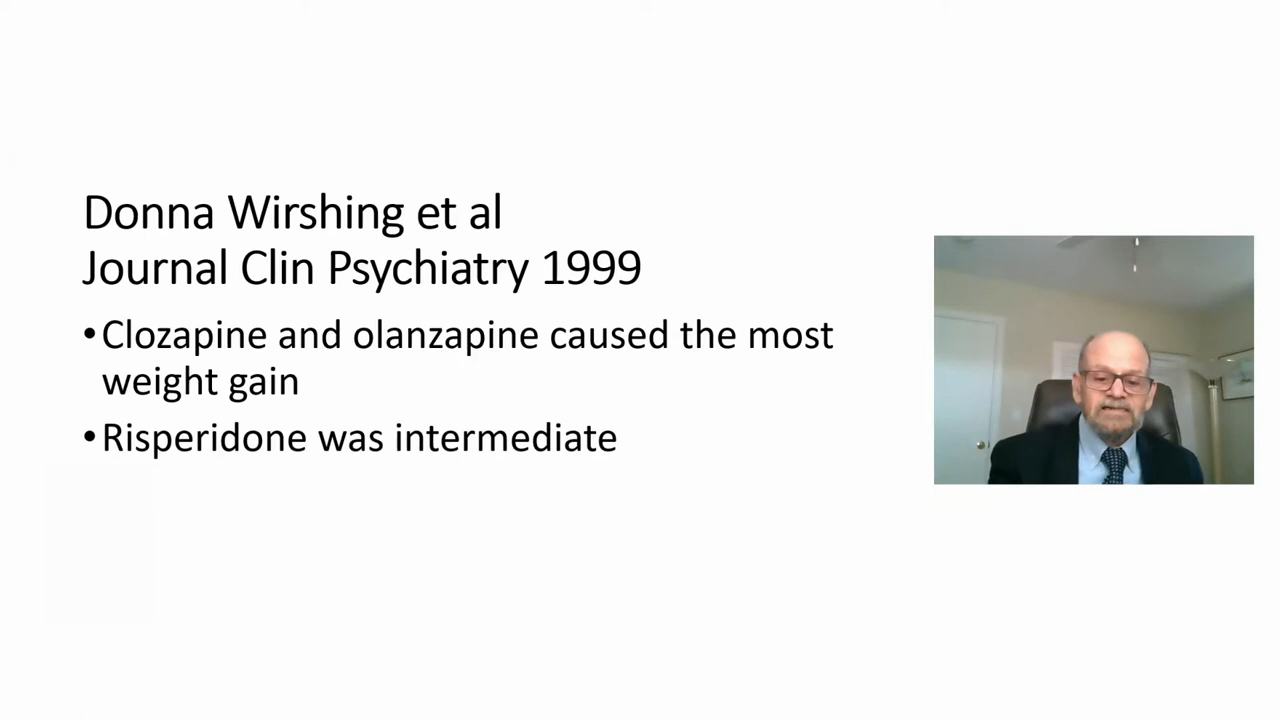 Donna Wirshing et al
Journal Clin Psychiatry 1999
•Clozapine and olanzapine caused the most
weight gain
•Risperidone was intermediate